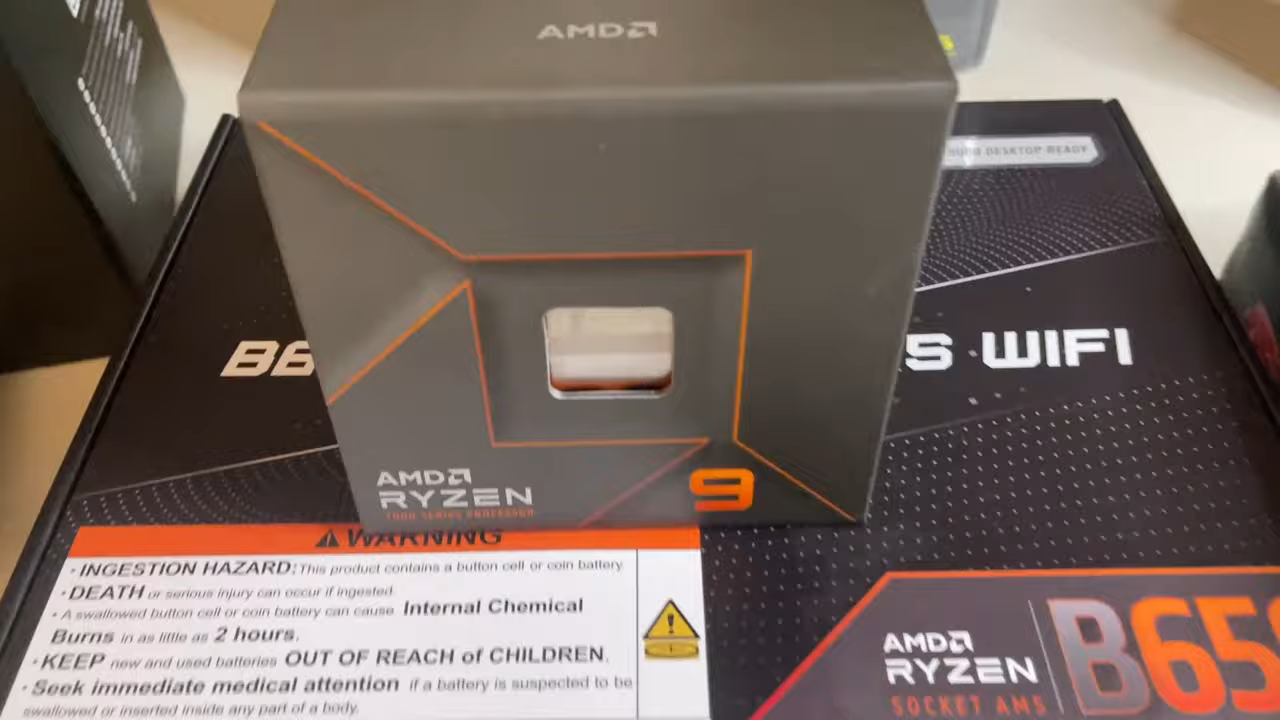 AMD
DESKTOP READY
B6
S WIFI
AMD
RYZEN 9
7000 SERIES PROCESSOR
WARNING
· INGESTION HAZARD: This product contains a button cell or coin battery.
· DEATH or serious injury can occur if ingested.
· A swallowed button cell or coin battery can cause Internal Chemical
Burns in as little as 2 hours.
· KEEP new and used batteries OUT OF REACH of CHILDREN.
· Seek immediate medical attention if a battery is suspected to be
swallowed or inserted inside any part of a body.
AMD
RYZEN
SOCKET AM5
B65